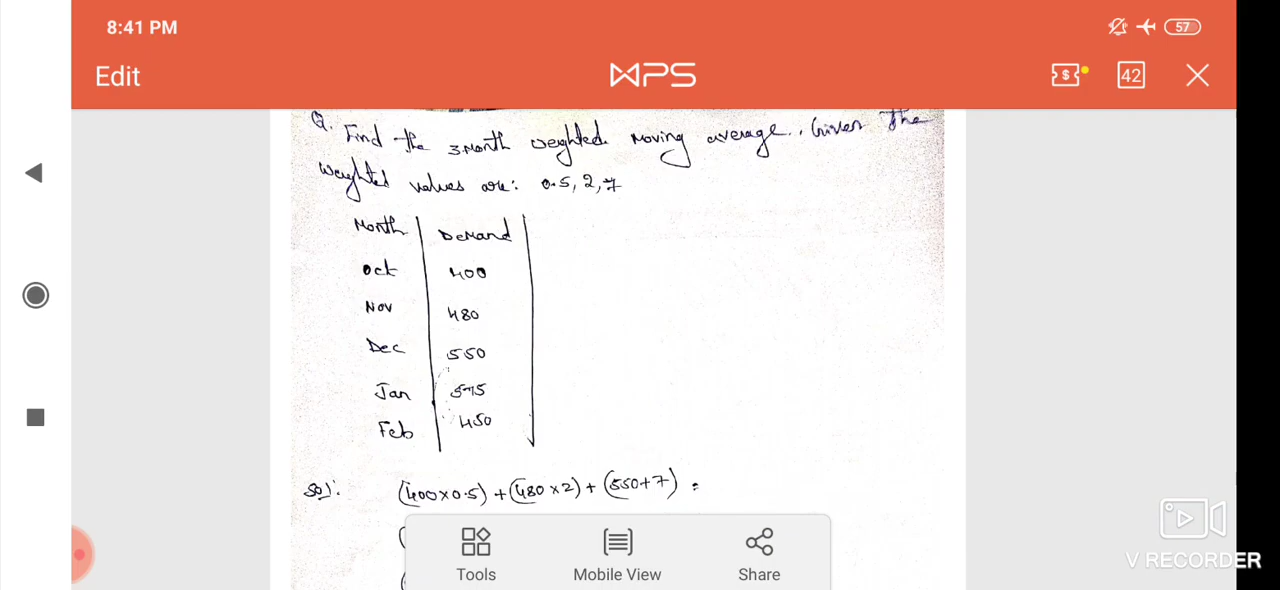 8:41 PM
57
Edit
WPS
$
42
Q. Find the 3 Month weighted Moving average.. Given The
Weighted values are: 0.5, 2, 7
Month Demand
Oct 400
Nov 480
Dec 550
Jan 575
Feb 450
Sol: (400×0.5) + (480×2) + (550+7) =
(
(
Tools Mobile View Share
V RECORDER